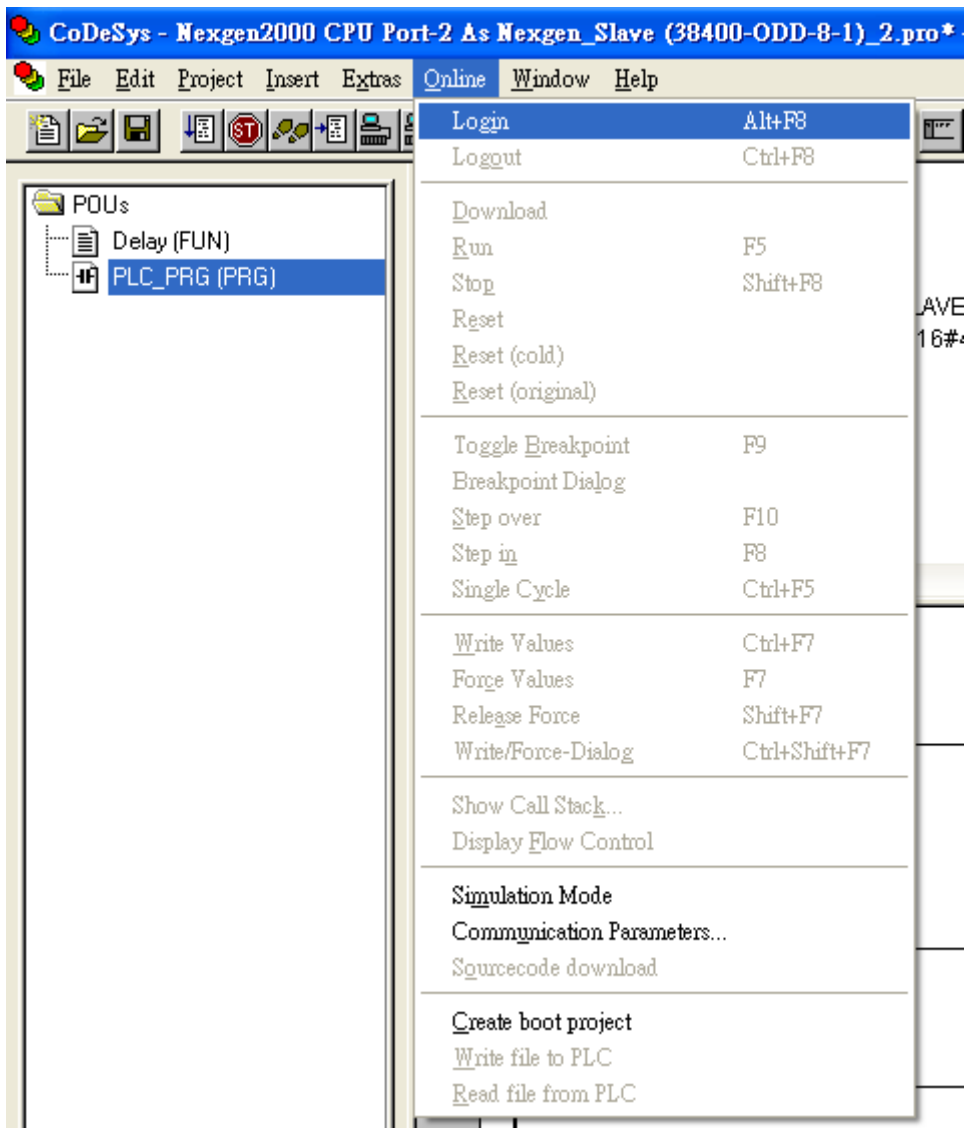 CoDeSys - Nexgen2000 CPU Port-2 As Nexgen_Slave (38400-ODD-8-1)_2.pro*
File Edit Project Insert Extras Online Window Help
ST
POUs
Delay (FUN)
PLC_PRG (PRG)
Login Alt+F8
Logout Ctrl+F8
Download
Run F5
Stop Shift+F8
Reset
Reset (cold)
Reset (original)
Toggle Breakpoint F9
Breakpoint Dialog
Step over F10
Step in F8
Single Cycle Ctrl+F5
Write Values Ctrl+F7
Force Values F7
Release Force Shift+F7
Write/Force-Dialog Ctrl+Shift+F7
Show Call Stack...
Display Flow Control
Simulation Mode
Communication Parameters...
Sourcecode download
Create boot project
Write file to PLC
Read file from PLC